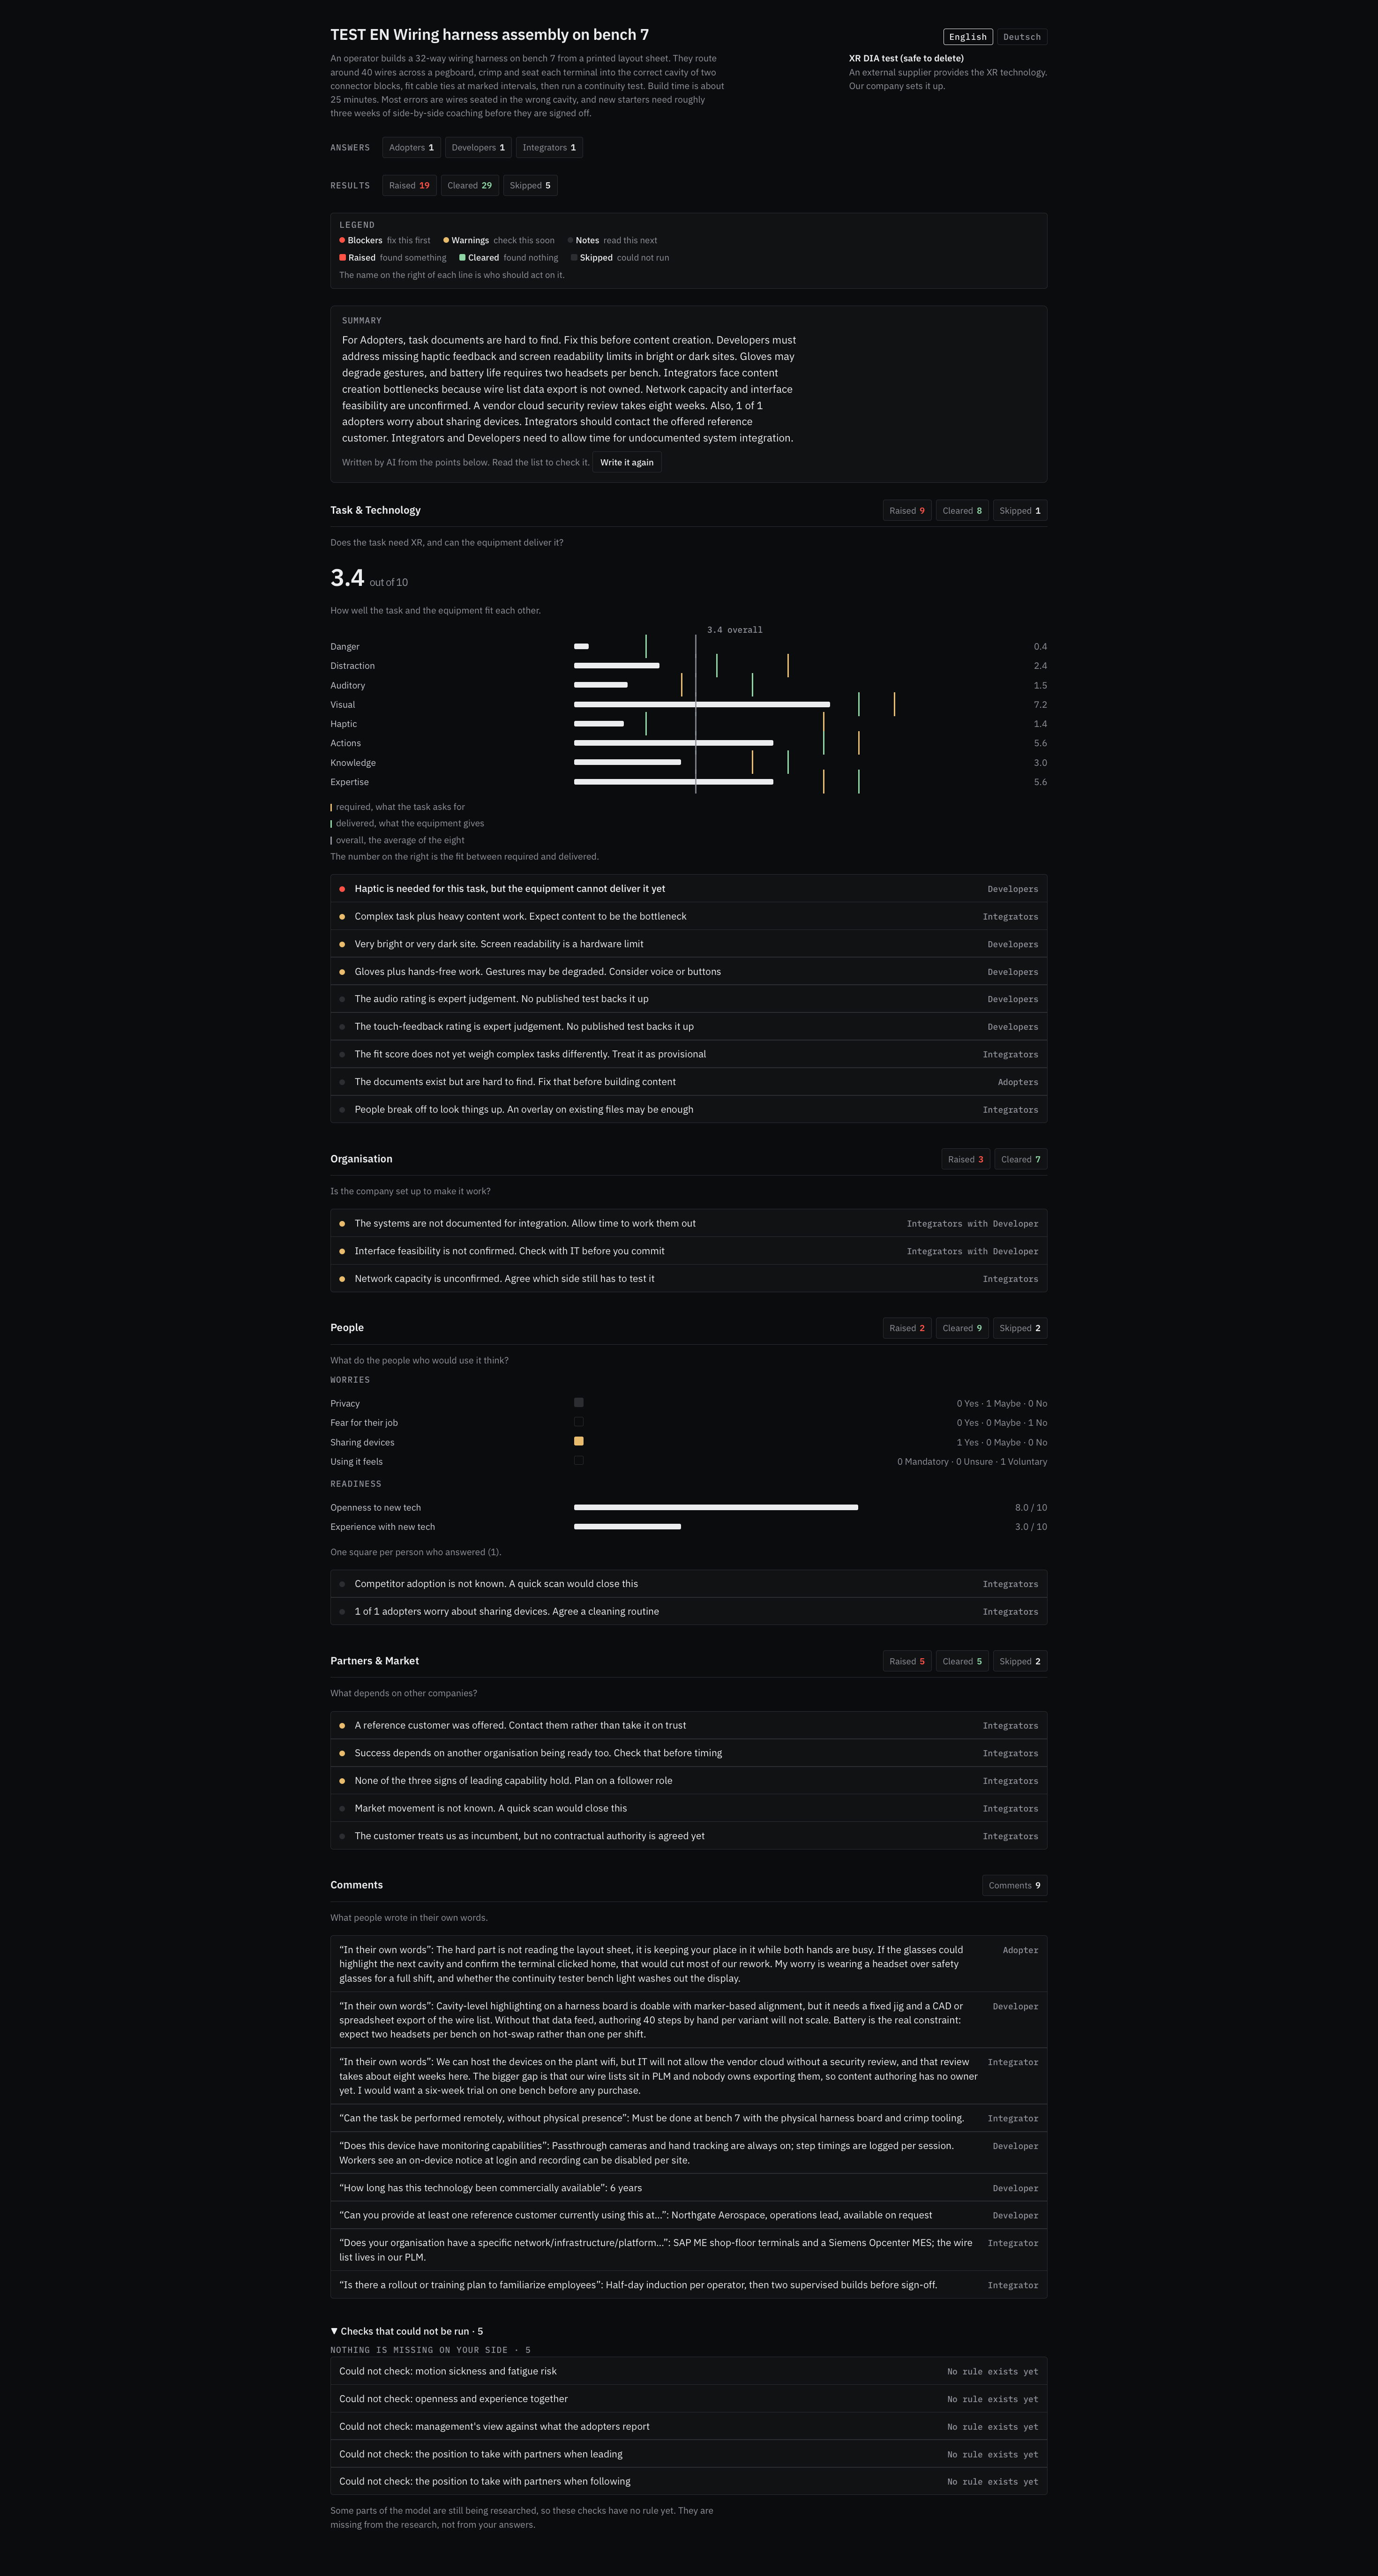 TEST EN Wiring harness assembly on bench 7
English
Deutsch
An operator builds a 32-way wiring harness on bench 7 from a printed layout sheet. They route
around 40 wires across a pegboard, crimp and seat each terminal into the correct cavity of two
connector blocks, fit cable ties at marked intervals, then run a continuity test. Build time is about
25 minutes. Most errors are wires seated in the wrong cavity, and new starters need roughly
three weeks of side-by-side coaching before they are signed off.
XR DIA test (safe to delete)
An external supplier provides the XR technology.
Our company sets it up.
ANSWERS Adopters 1 Developers 1 Integrators 1
RESULTS Raised 19 Cleared 29 Skipped 5
LEGEND
Blockers fix this first Warnings check this soon Notes read this next
Raised found something Cleared found nothing Skipped could not run
The name on the right of each line is who should act on it.
SUMMARY
For Adopters, task documents are hard to find. Fix this before content creation. Developers must
address missing haptic feedback and screen readability limits in bright or dark sites. Gloves may
degrade gestures, and battery life requires two headsets per bench. Integrators face content
creation bottlenecks because wire list data export is not owned. Network capacity and interface
feasibility are unconfirmed. A vendor cloud security review takes eight weeks. Also, 1 of 1
adopters worry about sharing devices. Integrators should contact the offered reference
customer. Integrators and Developers need to allow time for undocumented system integration.
Written by AI from the points below. Read the list to check it. Write it again
Task & Technology Raised 9 Cleared 8 Skipped 1
Does the task need XR, and can the equipment deliver it?
3.4 out of 10
How well the task and the equipment fit each other.
3.4 overall
Danger 0.4
Distraction 2.4
Auditory 1.5
Visual 7.2
Haptic 1.4
Actions 5.6
Knowledge 3.0
Expertise 5.6
required, what the task asks for
delivered, what the equipment gives
overall, the average of the eight
The number on the right is the fit between required and delivered.
Haptic is needed for this task, but the equipment cannot deliver it yet Developers
Complex task plus heavy content work. Expect content to be the bottleneck Integrators
Very bright or very dark site. Screen readability is a hardware limit Developers
Gloves plus hands-free work. Gestures may be degraded. Consider voice or buttons Developers
The audio rating is expert judgement. No published test backs it up Developers
The touch-feedback rating is expert judgement. No published test backs it up Developers
The fit score does not yet weigh complex tasks differently. Treat it as provisional Integrators
The documents exist but are hard to find. Fix that before building content Adopters
People break off to look things up. An overlay on existing files may be enough Integrators
Organisation Raised 3 Cleared 7
Is the company set up to make it work?
The systems are not documented for integration. Allow time to work them out Integrators with Developer
Interface feasibility is not confirmed. Check with IT before you commit Integrators with Developer
Network capacity is unconfirmed. Agree which side still has to test it Integrators
People Raised 2 Cleared 9 Skipped 2
What do the people who would use it think?
WORRIES
Privacy 0 Yes · 1 Maybe · 0 No
Fear for their job 0 Yes · 0 Maybe · 1 No
Sharing devices 1 Yes · 0 Maybe · 0 No
Using it feels 0 Mandatory · 0 Unsure · 1 Voluntary
READINESS
Openness to new tech 8.0 / 10
Experience with new tech 3.0 / 10
One square per person who answered (1).
Competitor adoption is not known. A quick scan would close this Integrators
1 of 1 adopters worry about sharing devices. Agree a cleaning routine Integrators
Partners & Market Raised 5 Cleared 5 Skipped 2
What depends on other companies?
A reference customer was offered. Contact them rather than take it on trust Integrators
Success depends on another organisation being ready too. Check that before timing Integrators
None of the three signs of leading capability hold. Plan on a follower role Integrators
Market movement is not known. A quick scan would close this Integrators
The customer treats us as incumbent, but no contractual authority is agreed yet Integrators
Comments Comments 9
What people wrote in their own words.
“In their own words”: The hard part is not reading the layout sheet, it is keeping your place in it while both hands are busy. If the glasses could Adopter
highlight the next cavity and confirm the terminal clicked home, that would cut most of our rework. My worry is wearing a headset over safety
glasses for a full shift, and whether the continuity tester bench light washes out the display.
“In their own words”: Cavity-level highlighting on a harness board is doable with marker-based alignment, but it needs a fixed jig and a CAD or Developer
spreadsheet export of the wire list. Without that data feed, authoring 40 steps by hand per variant will not scale. Battery is the real constraint:
expect two headsets per bench on hot-swap rather than one per shift.
“In their own words”: We can host the devices on the plant wifi, but IT will not allow the vendor cloud without a security review, and that review Integrator
takes about eight weeks here. The bigger gap is that our wire lists sit in PLM and nobody owns exporting them, so content authoring has no owner
yet. I would want a six-week trial on one bench before any purchase.
“Can the task be performed remotely, without physical presence”: Must be done at bench 7 with the physical harness board and crimp tooling. Integrator
“Does this device have monitoring capabilities”: Passthrough cameras and hand tracking are always on; step timings are logged per session. Developer
Workers see an on-device notice at login and recording can be disabled per site.
“How long has this technology been commercially available”: 6 years Developer
“Can you provide at least one reference customer currently using this at…”: Northgate Aerospace, operations lead, available on request Developer
“Does your organisation have a specific network/infrastructure/platform…”: SAP ME shop-floor terminals and a Siemens Opcenter MES; the wire Integrator
list lives in our PLM.
“Is there a rollout or training plan to familiarize employees”: Half-day induction per operator, then two supervised builds before sign-off. Integrator
▼ Checks that could not be run · 5
NOTHING IS MISSING ON YOUR SIDE · 5
Could not check: motion sickness and fatigue risk No rule exists yet
Could not check: openness and experience together No rule exists yet
Could not check: management's view against what the adopters report No rule exists yet
Could not check: the position to take with partners when leading No rule exists yet
Could not check: the position to take with partners when following No rule exists yet
Some parts of the model are still being researched, so these checks have no rule yet. They are
missing from the research, not from your answers.